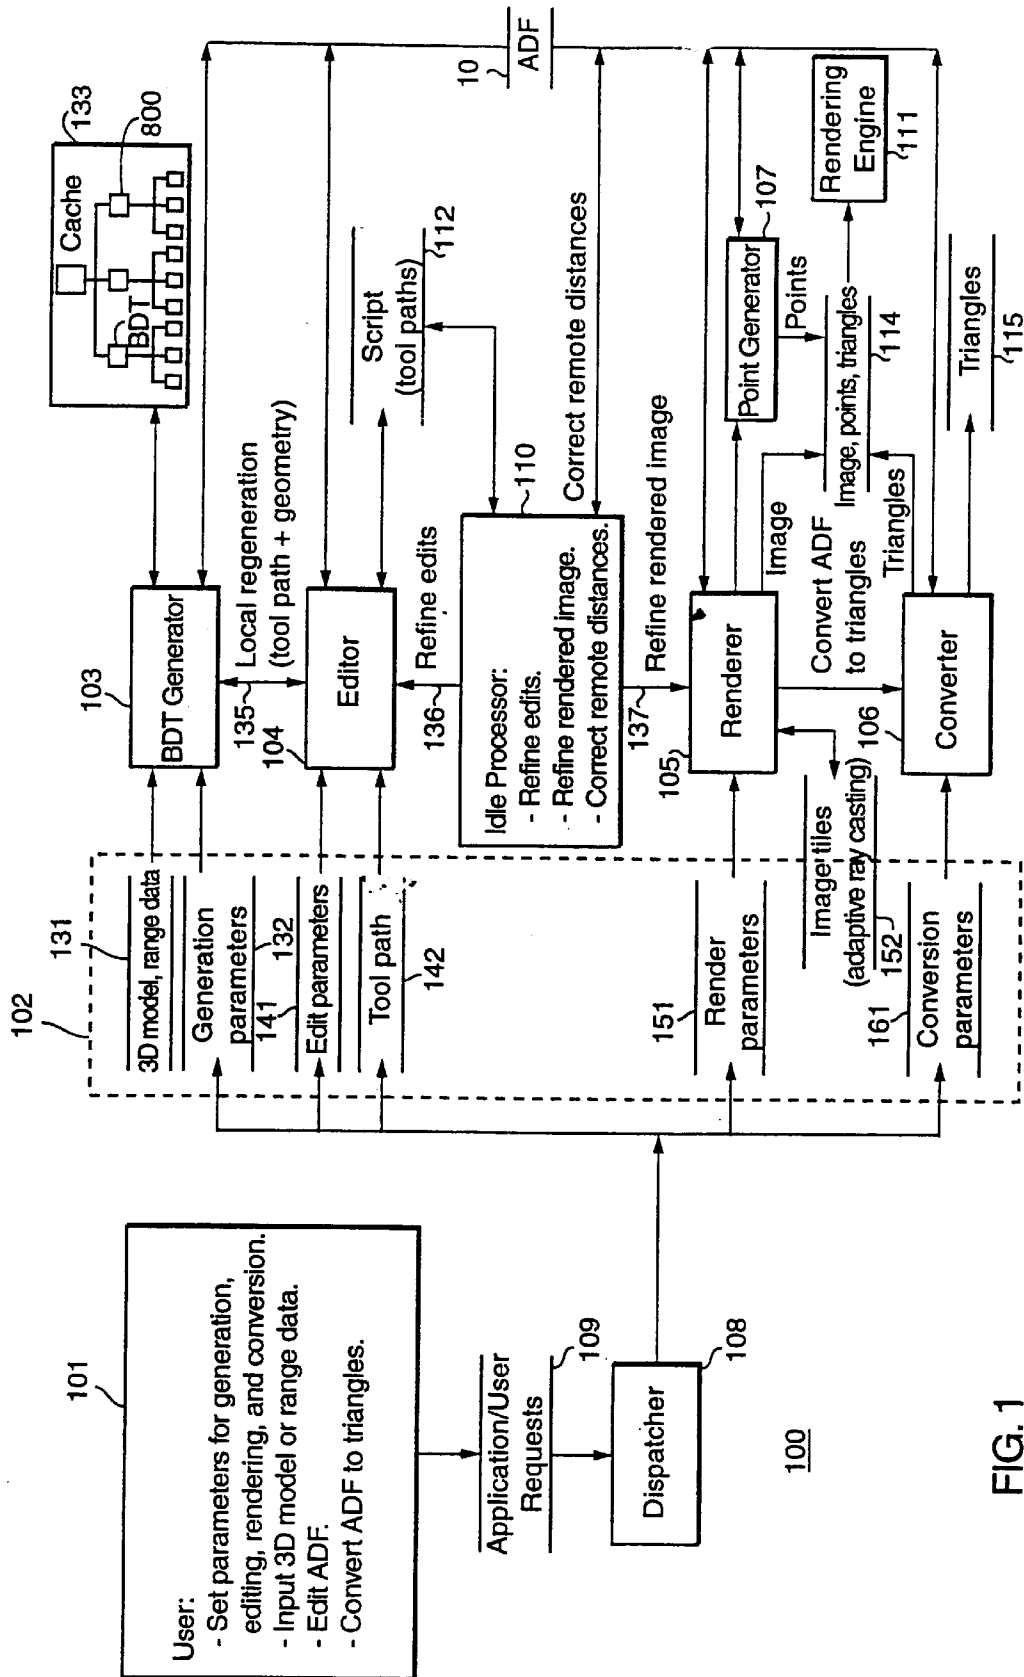 101
User:
- Set parameters for generation,
editing, rendering, and conversion.
- Input 3D model or range data.
- Edit ADF.
- Convert ADF to triangles.
Application/User
Requests
109
Dispatcher
108
100
102
131
3D model, range data
Generation
parameters
132
141
Edit parameters
Tool path
142
151
Render
parameters
Image tiles
(adaptive ray casting)
152
161
Conversion
parameters
103
BDT Generator
135
Local regeneration
(tool path + geometry)
104
Editor
136
Refine edits
Idle Processor:
- Refine edits.
- Refine rendered image.
- Correct remote distances.
110
137
Refine rendered image
105
Renderer
Convert ADF
to triangles
106
Converter
Cache
133
BDT
800
Script
(tool paths)
112
Correct remote distances
10
ADF
Point Generator
107
Points
Image
Image, points, triangles
114
Triangles
Rendering
Engine
111
Triangles
115
FIG. 1